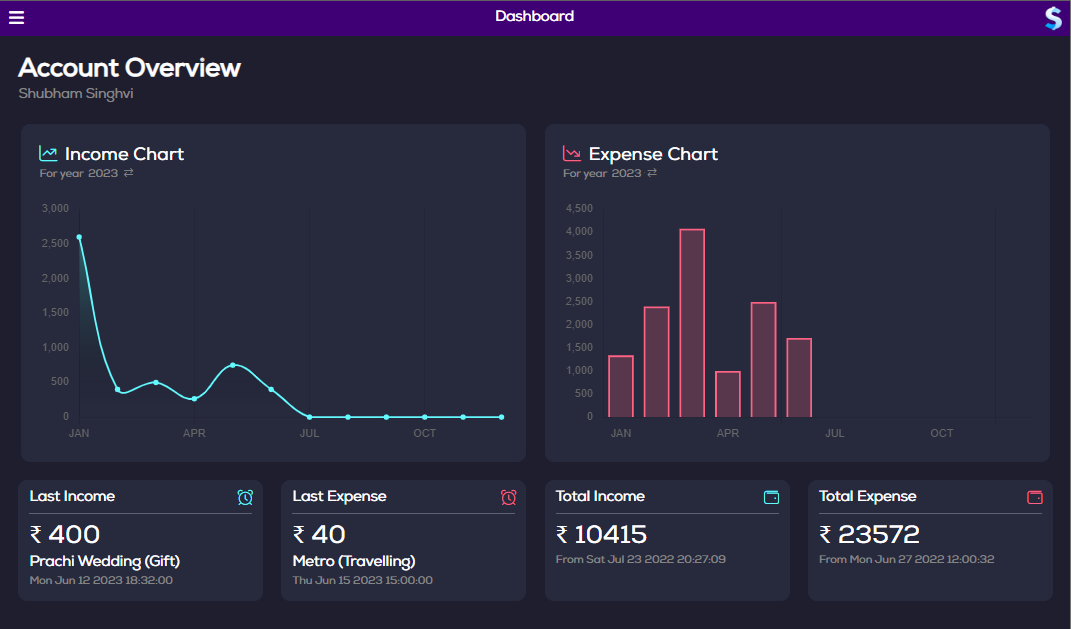 Dashboard
Account Overview
Shubham Singhvi
Income Chart
For year 2023 ⇄
3,000
2,500
2,000
1,500
1,000
500
0
JAN APR JUL OCT
Expense Chart
For year 2023 ⇄
4,500
4,000
3,500
3,000
2,500
2,000
1,500
1,000
500
0
JAN APR JUL OCT
Last Income
₹ 400
Prachi Wedding (Gift)
Mon Jun 12 2023 18:32:00
Last Expense
₹ 40
Metro (Travelling)
Thu Jun 15 2023 15:00:00
Total Income
₹ 10415
From Sat Jul 23 2022 20:27:09
Total Expense
₹ 23572
From Mon Jun 27 2022 12:00:32